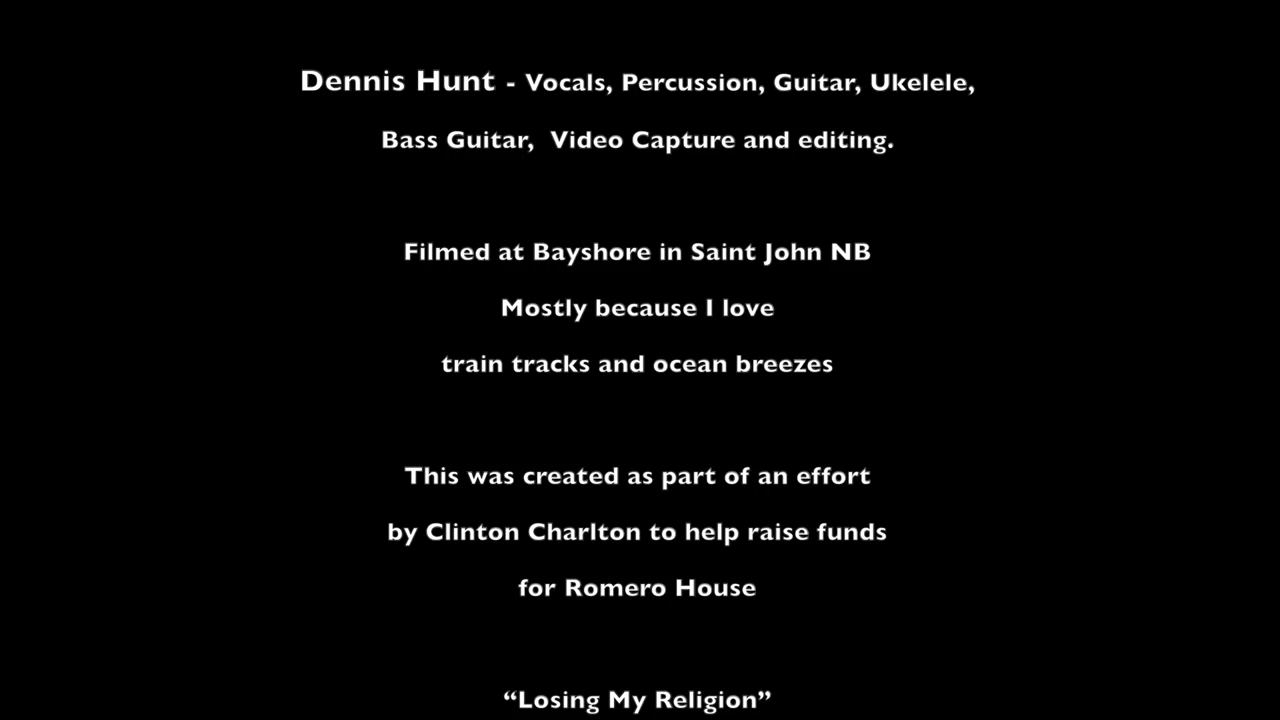 Dennis Hunt - Vocals, Percussion, Guitar, Ukelele,
Bass Guitar,  Video Capture and editing.
Filmed at Bayshore in Saint John NB
Mostly because I love
train tracks and ocean breezes
This was created as part of an effort
by Clinton Charlton to help raise funds
for Romero House
“Losing My Religion”